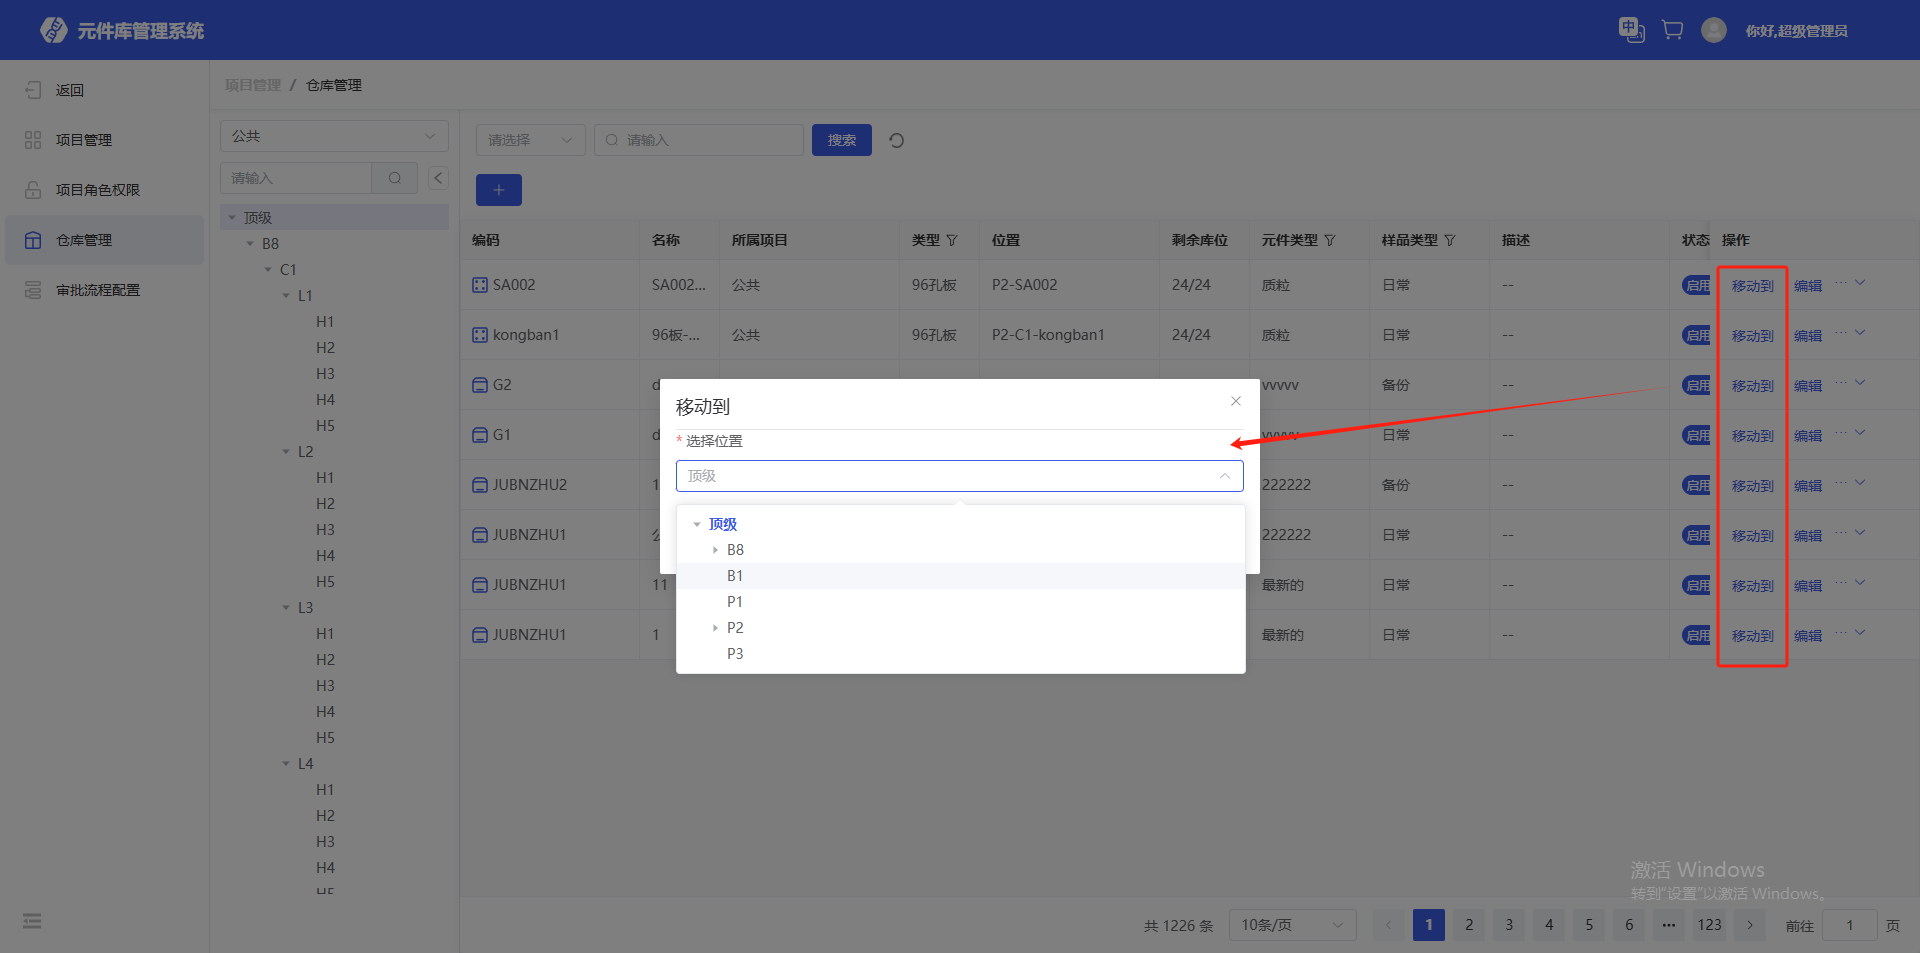 元件库管理系统
中
你好,超级管理员
返回
项目管理
项目角色权限
仓库管理
审批流程配置
项目管理 / 仓库管理
公共
请输入
顶级
B8
C1
L1
H1
H2
H3
H4
H5
L2
H1
H2
H3
H4
H5
L3
H1
H2
H3
H4
H5
L4
H1
H2
H3
H4
H5
请选择 请输入 搜索
+
编码 名称 所属项目 类型 位置 剩余库位 元件类型 样品类型 描述 状态 操作
SA002 SA002... 公共 96孔板 P2-SA002 24/24 质粒 日常 -- 启用 移动到 编辑 ...
kongban1 96板-... 公共 96孔板 P2-C1-kongban1 24/24 质粒 日常 -- 启用 移动到 编辑 ...
G2 d vvvvv 备份 -- 启用 移动到 编辑 ...
G1 d vvvvv 日常 -- 启用 移动到 编辑 ...
JUBNZHU2 1 222222 备份 -- 启用 移动到 编辑 ...
JUBNZHU1 222222 日常 -- 启用 移动到 编辑 ...
JUBNZHU1 11 最新的 日常 -- 启用 移动到 编辑 ...
JUBNZHU1 1 最新的 日常 -- 启用 移动到 编辑 ...
移动到
* 选择位置
顶级
顶级
B8
B1
P1
P2
P3
激活 Windows
转到"设置"以激活 Windows。
共 1226 条 10条/页 < 1 2 3 4 5 6 ... 123 > 前往 1 页